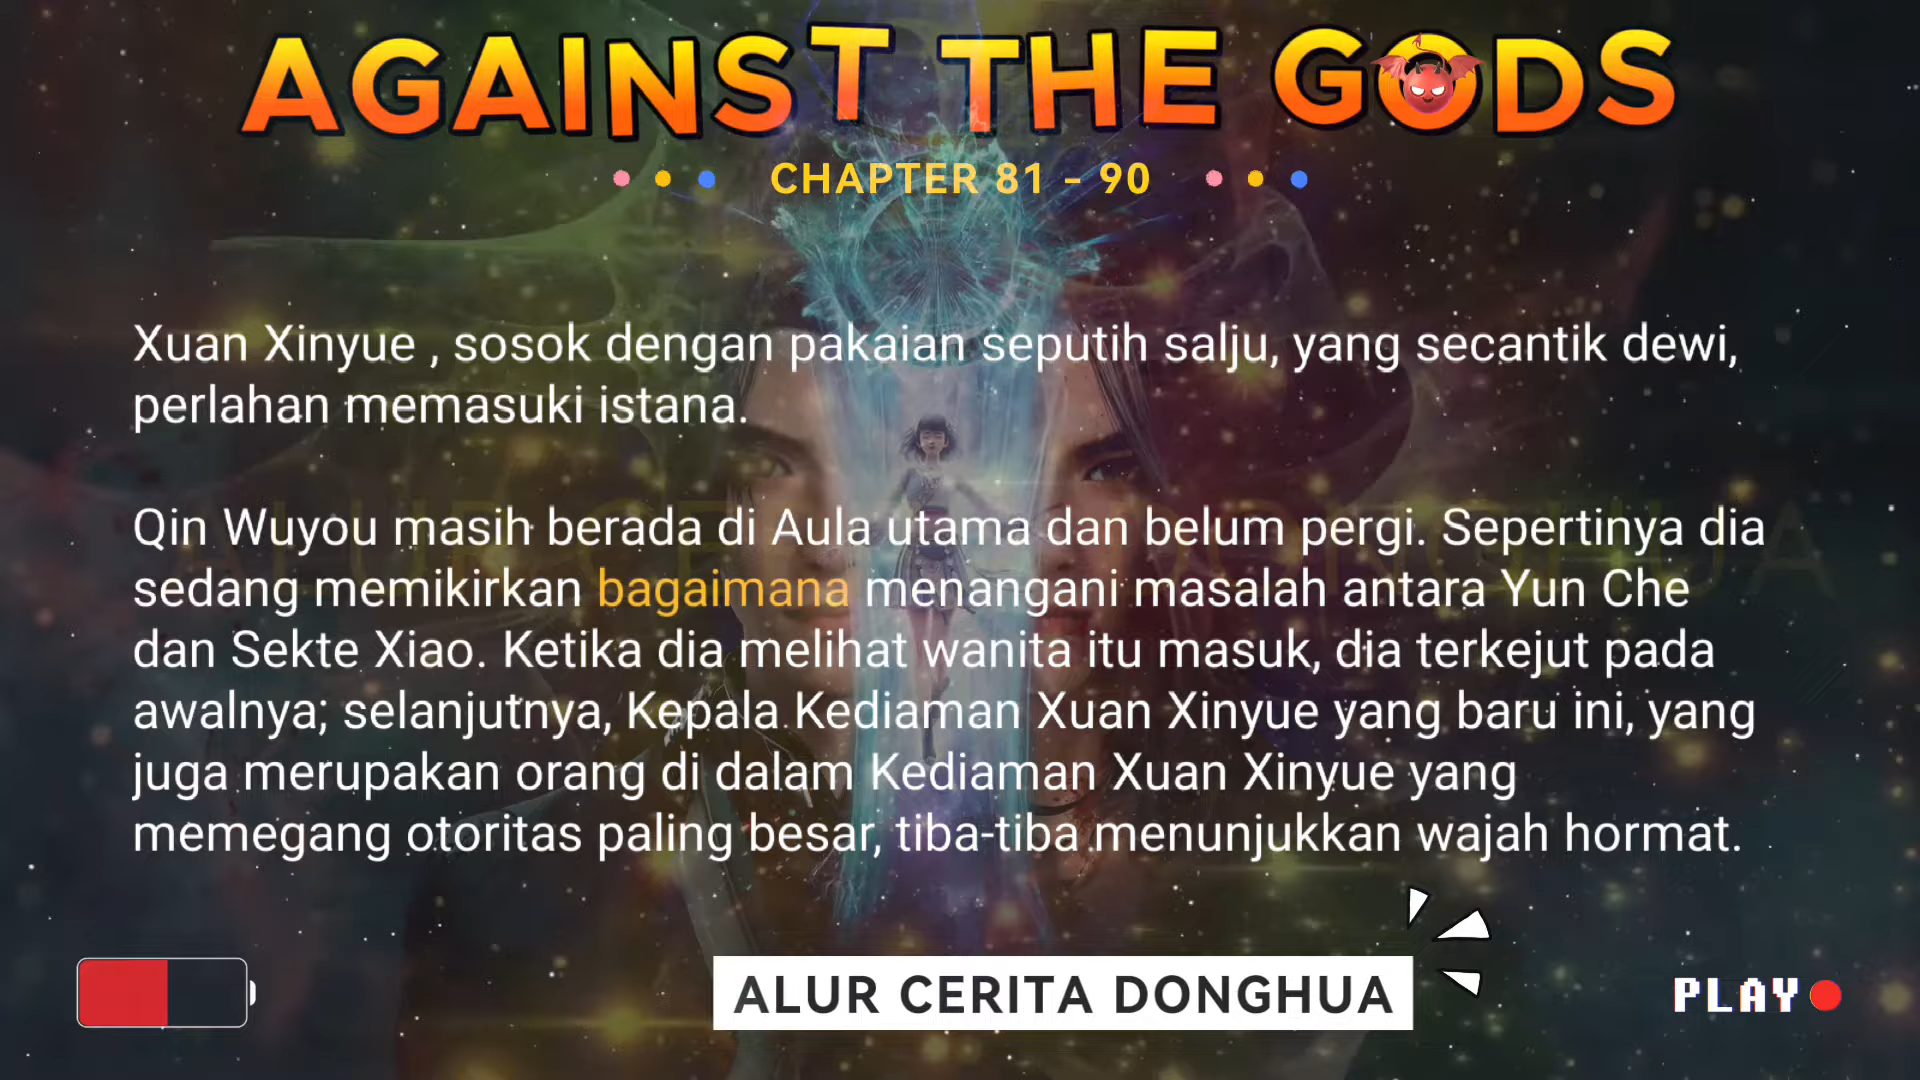 AGAINST THE GODS
CHAPTER 81 - 90
Xuan Xinyue , sosok dengan pakaian seputih salju, yang secantik dewi,
perlahan memasuki istana.
Qin Wuyou masih berada di Aula utama dan belum pergi. Sepertinya dia
sedang memikirkan bagaimana menangani masalah antara Yun Che
dan Sekte Xiao. Ketika dia melihat wanita itu masuk, dia terkejut pada
awalnya; selanjutnya, Kepala Kediaman Xuan Xinyue yang baru ini, yang
juga merupakan orang di dalam Kediaman Xuan Xinyue yang
memegang otoritas paling besar, tiba-tiba menunjukkan wajah hormat.
ALUR CERITA DONGHUA
PLAY